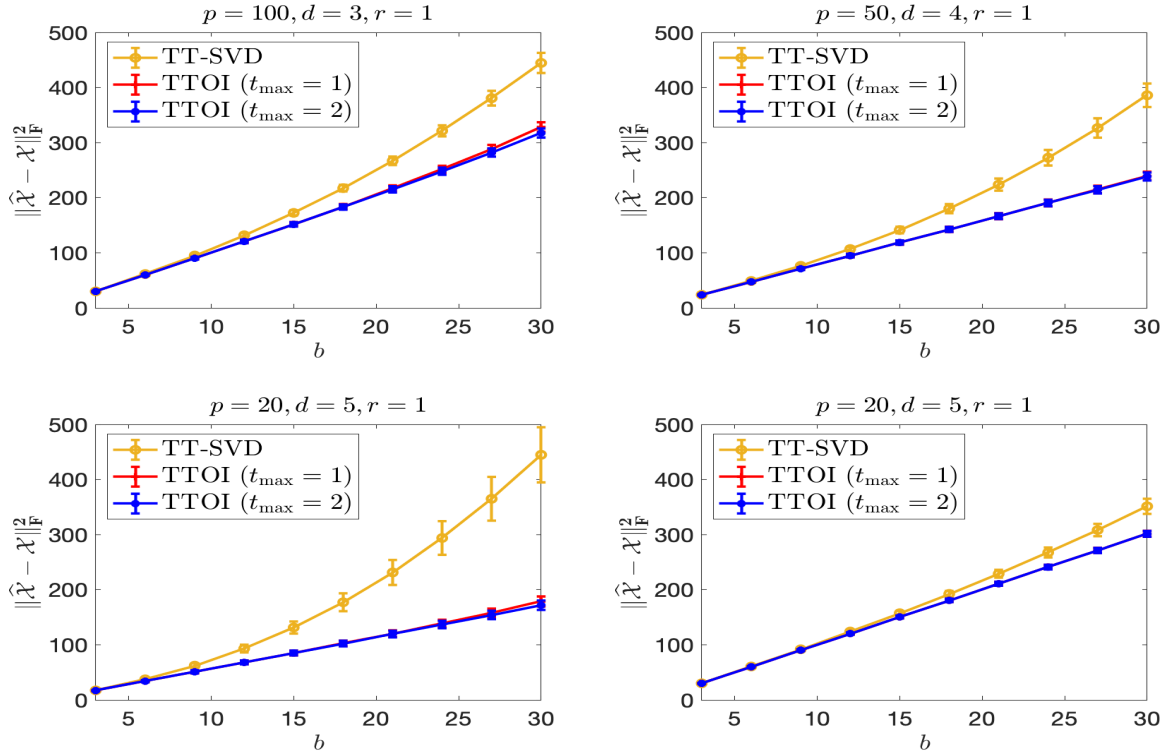 p = 100, d = 3, r = 1
500
400
300
200
100
0
TT-SVD
TTOI (t_max = 1)
TTOI (t_max = 2)
‖𝒳̂ − 𝒳‖²_F
5 10 15 20 25 30
b
p = 50, d = 4, r = 1
500
400
300
200
100
0
TT-SVD
TTOI (t_max = 1)
TTOI (t_max = 2)
‖𝒳̂ − 𝒳‖²_F
5 10 15 20 25 30
b
p = 20, d = 5, r = 1
500
400
300
200
100
0
TT-SVD
TTOI (t_max = 1)
TTOI (t_max = 2)
‖𝒳̂ − 𝒳‖²_F
5 10 15 20 25 30
b
p = 20, d = 5, r = 1
500
400
300
200
100
0
TT-SVD
TTOI (t_max = 1)
TTOI (t_max = 2)
‖𝒳̂ − 𝒳‖²_F
5 10 15 20 25 30
b